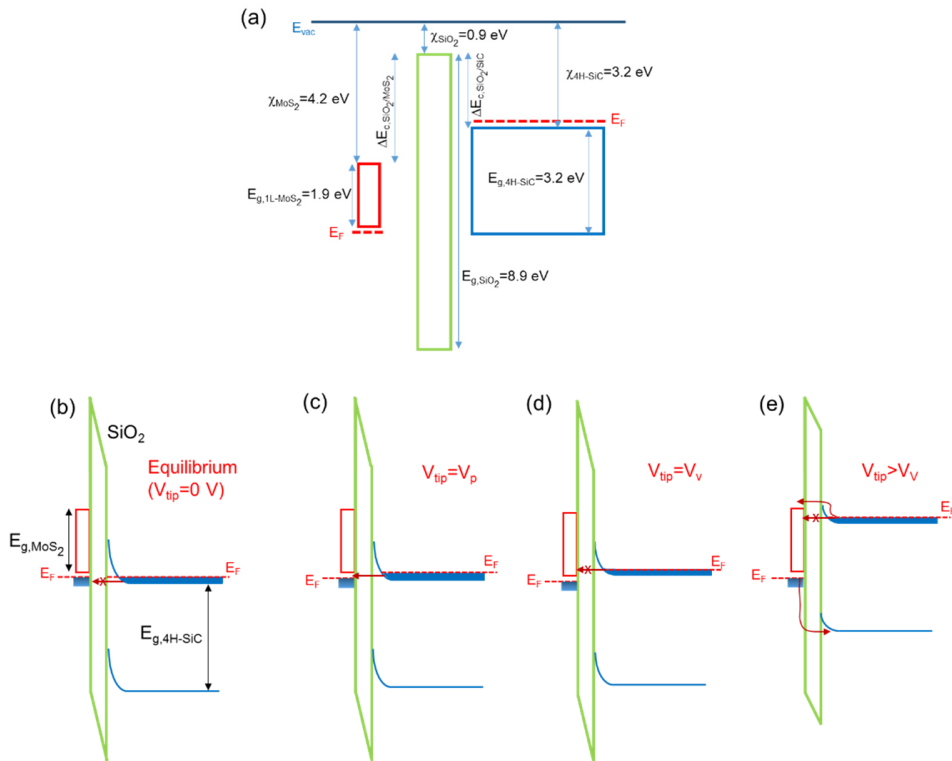 (a)
E_vac
χ_SiO₂=0.9 eV
χ_MoS₂=4.2 eV
ΔE_c,SiO₂/MoS₂
ΔE_c,SiO₂/SiC
χ_4H-SiC=3.2 eV
E_F
E_g,1L-MoS₂=1.9 eV
E_g,4H-SiC=3.2 eV
E_F
E_g,SiO₂=8.9 eV
(b)
SiO₂
Equilibrium
(V_tip=0 V)
E_g,MoS₂
E_F
E_F
x
E_g,4H-SiC
(c)
V_tip=V_p
E_F
E_F
(d)
V_tip=V_v
E_F
x
E_F
(e)
V_tip>V_V
E_F
x
E_F